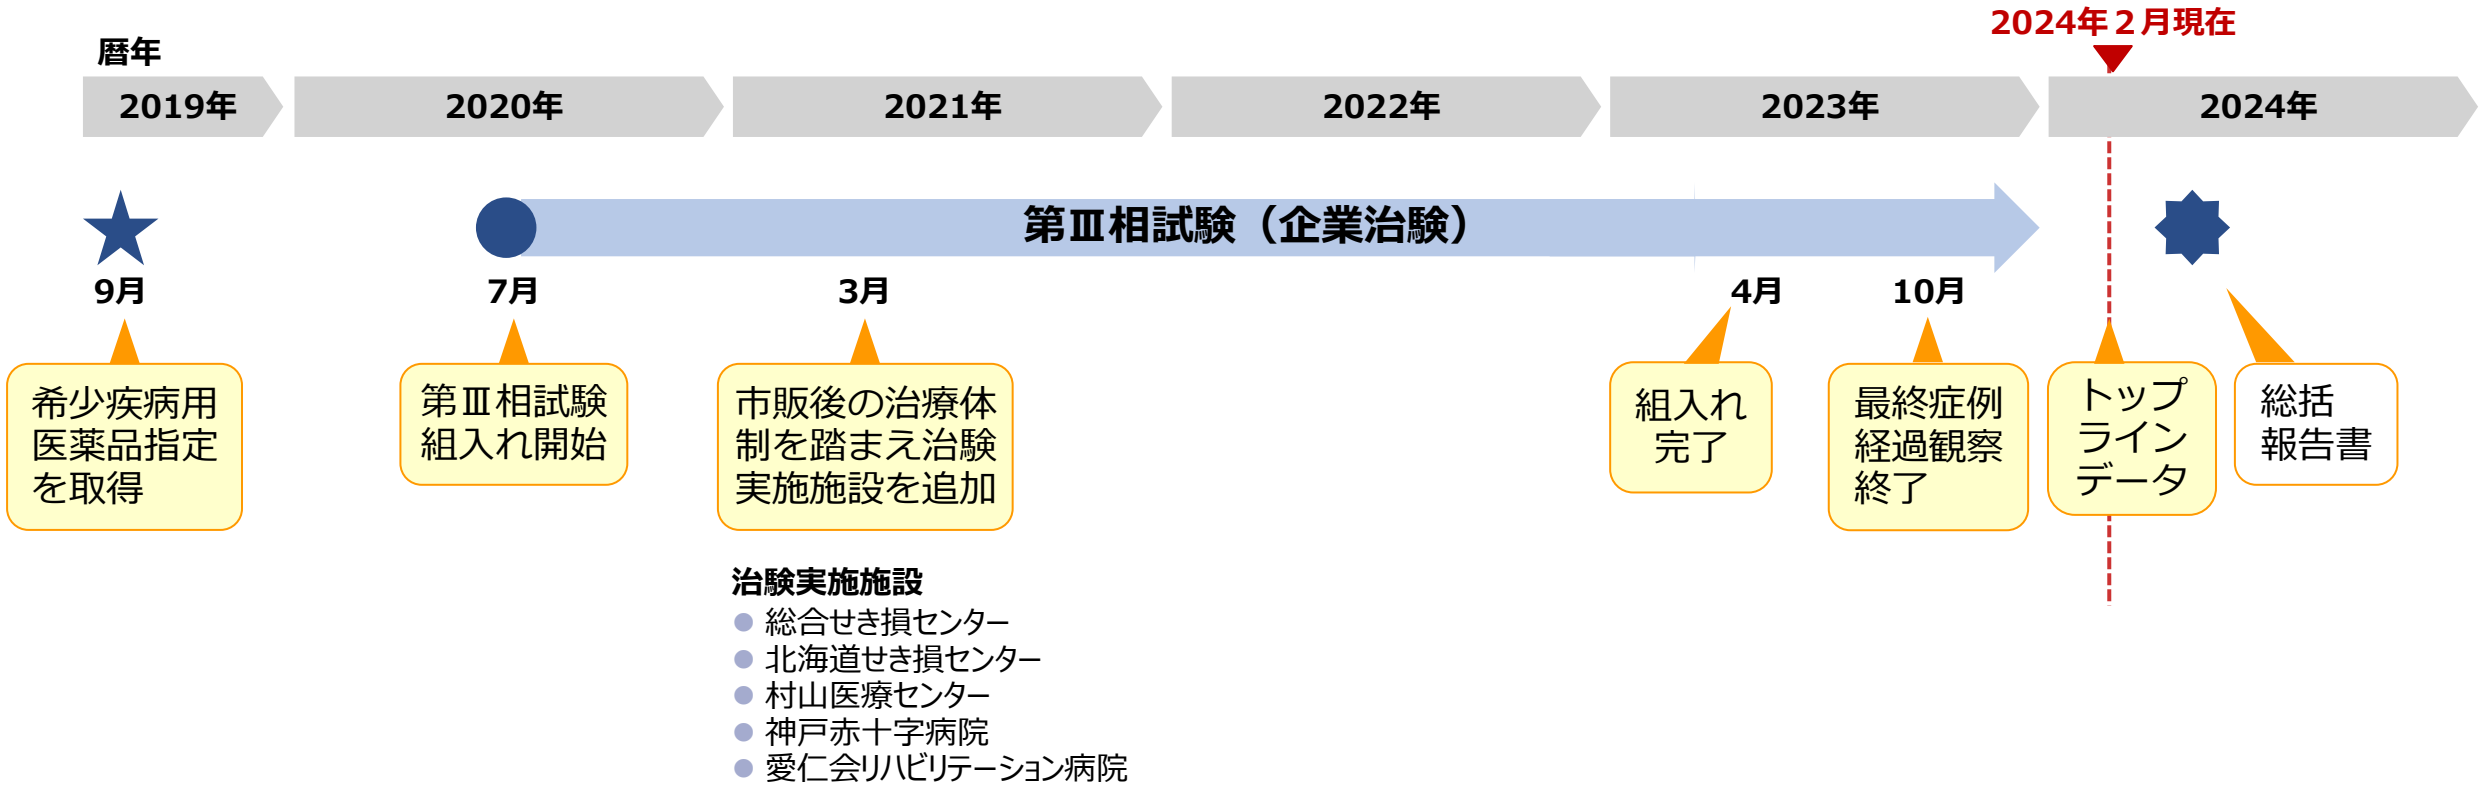 2024年２月現在
暦年
2019年
2020年
2021年
2022年
2023年
2024年
第Ⅲ相試験（企業治験）
9月
7月
3月
4月
10月
希少疾病用
医薬品指定
を取得
第Ⅲ相試験
組入れ開始
市販後の治療体
制を踏まえ治験
実施施設を追加
組入れ
完了
最終症例
経過観察
終了
トップ
ライン
データ
総括
報告書
治験実施施設
● 総合せき損センター
● 北海道せき損センター
● 村山医療センター
● 神戸赤十字病院
● 愛仁会リハビリテーション病院